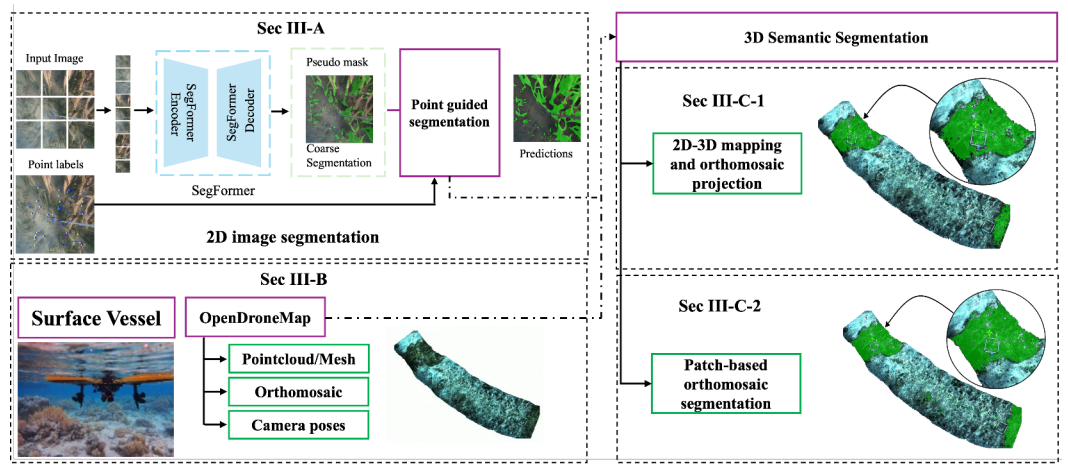 Sec III-A
Input Image
Point labels
SegFormer
Encoder
SegFormer
Decoder
SegFormer
Pseudo mask
Coarse
Segmentation
Point guided
segmentation
Predictions
2D image segmentation
Sec III-B
Surface Vessel
OpenDroneMap
Pointcloud/Mesh
Orthomosaic
Camera poses
3D Semantic Segmentation
Sec III-C-1
2D-3D mapping
and orthomosaic
projection
Sec III-C-2
Patch-based
orthomosaic
segmentation